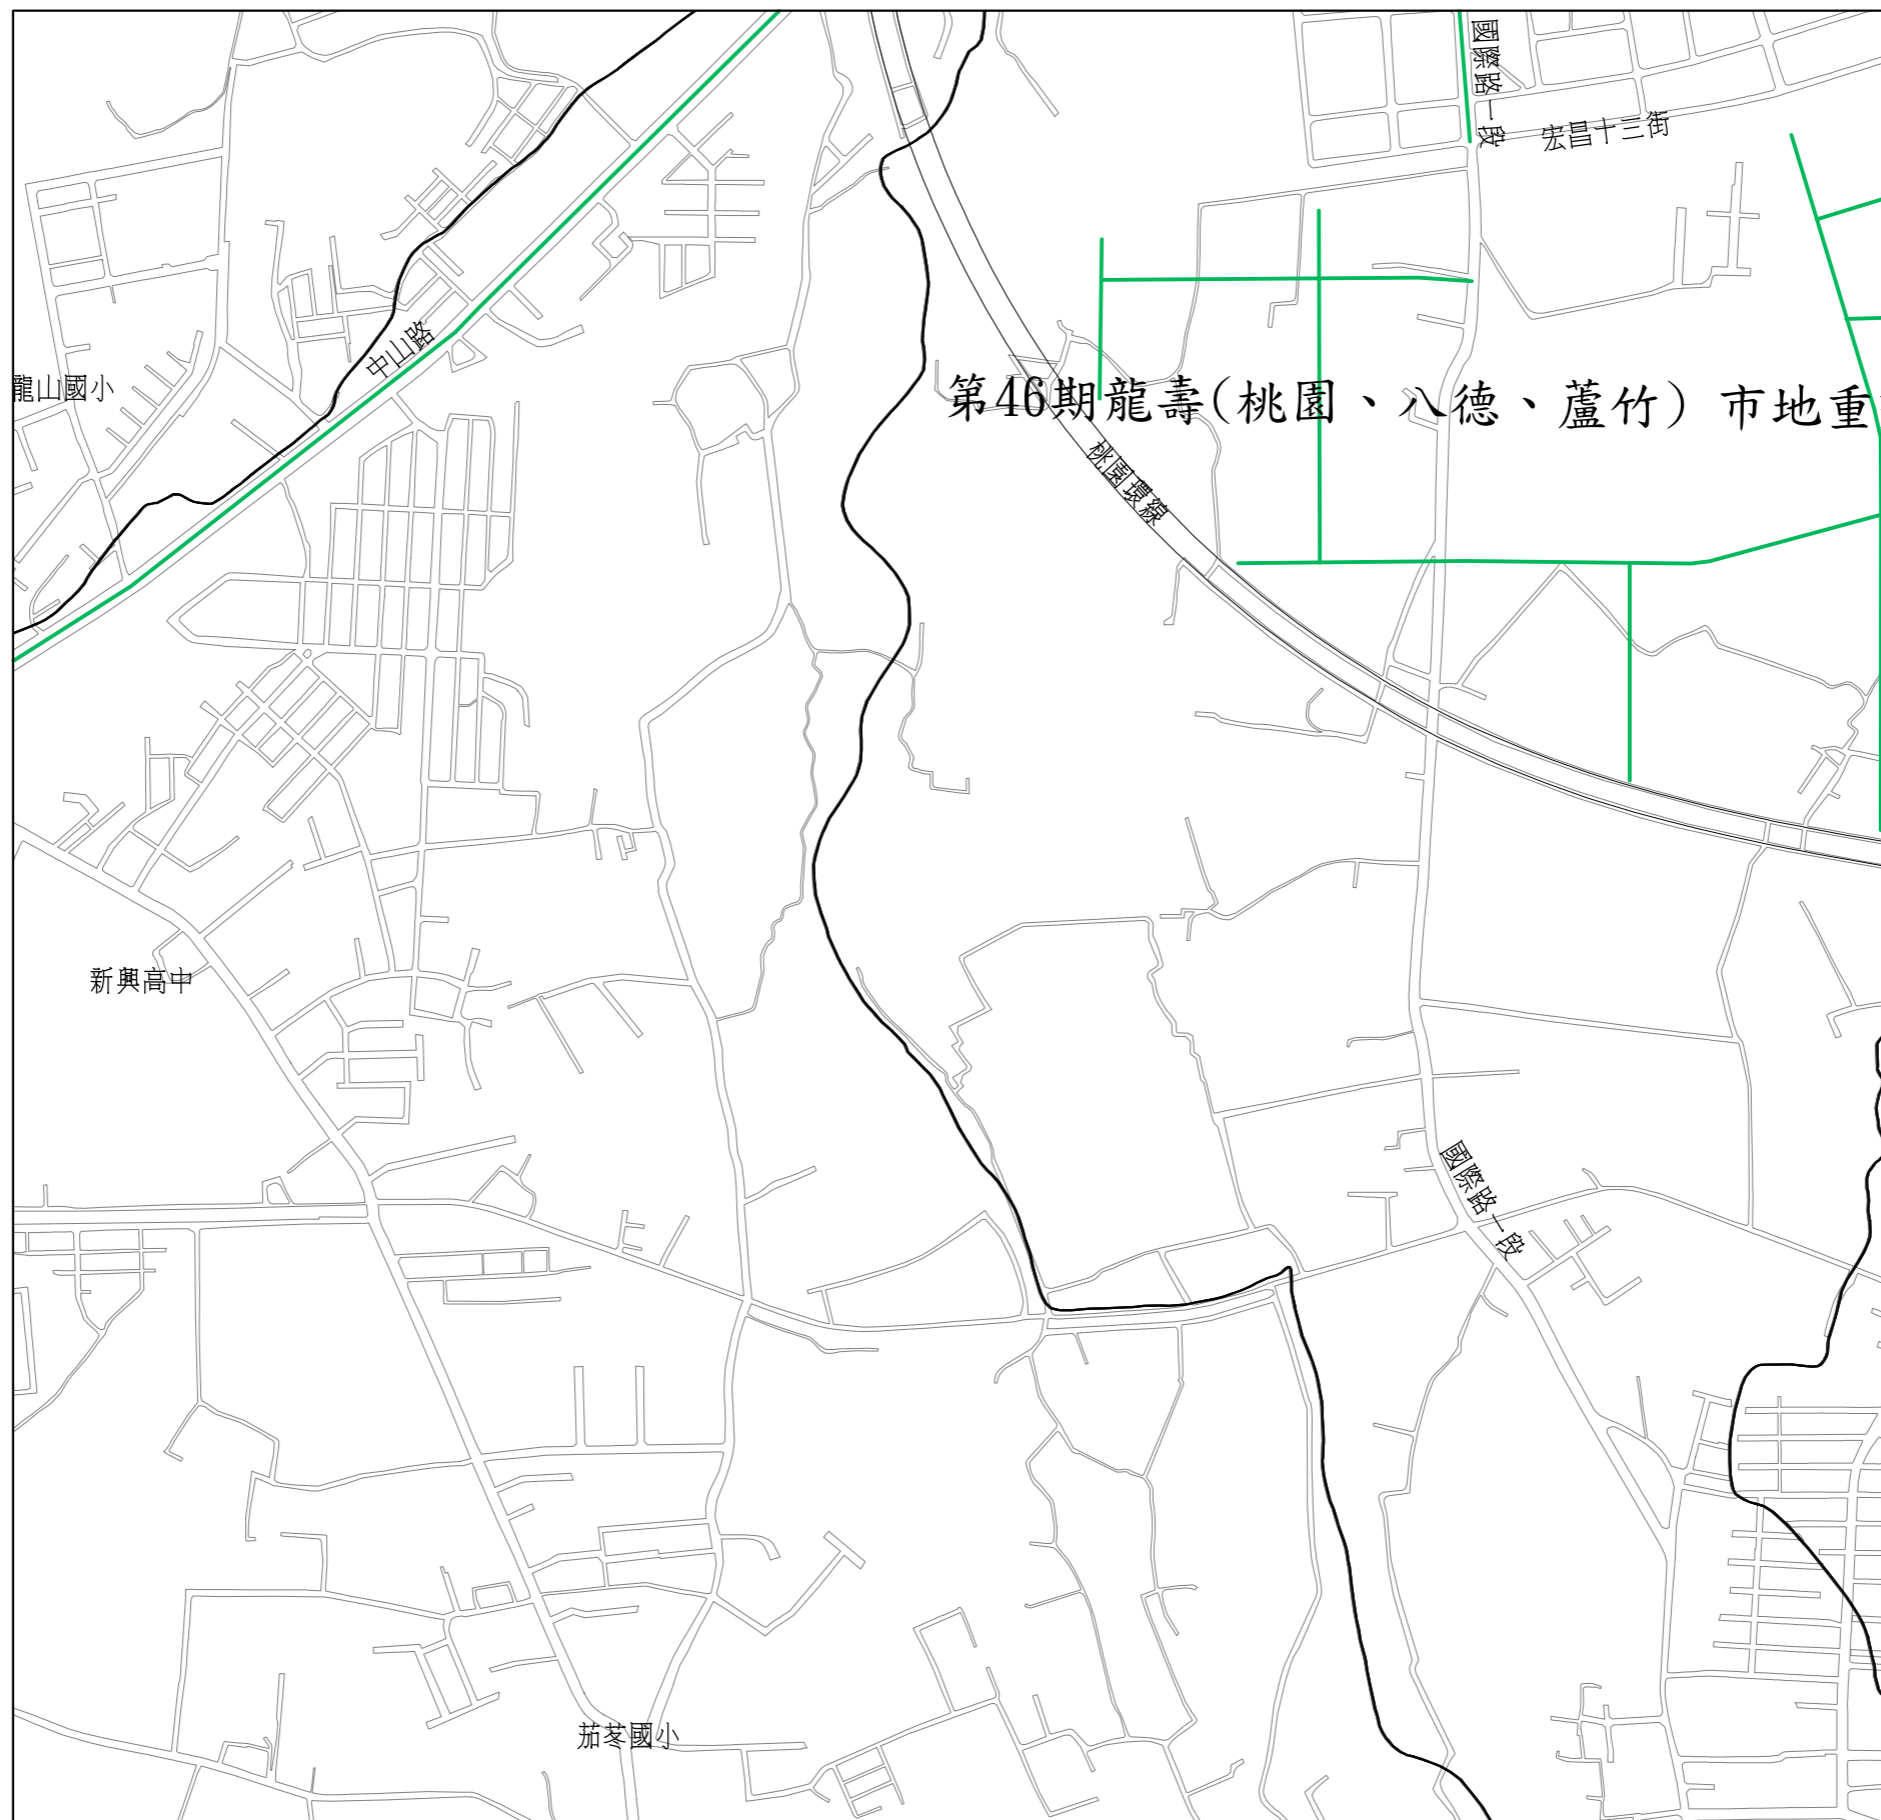 國際路一段
宏昌十三街
中山路
龍山國小
第46期龍壽(桃園、八德、蘆竹) 市地重
桃園環線
新興高中
國際路一段
茄苳國小